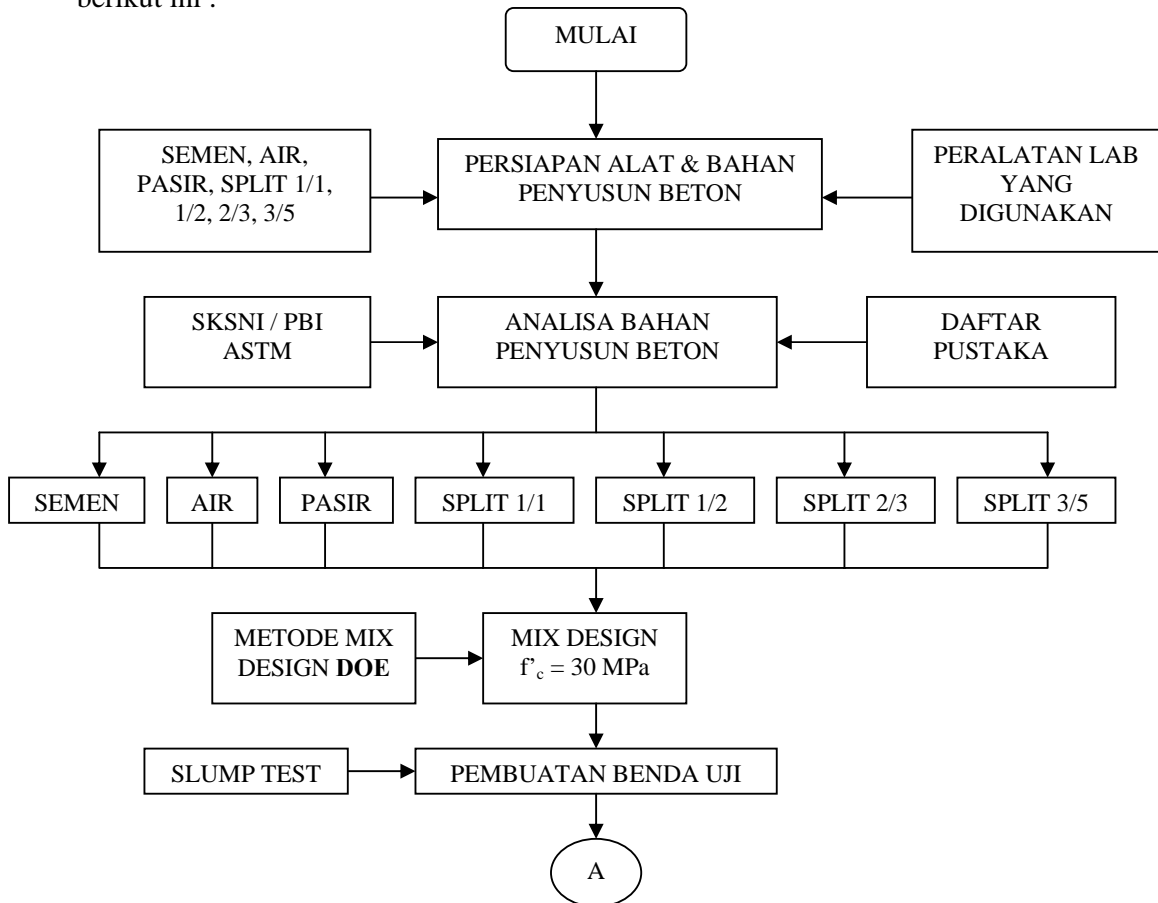 berikut ini :
MULAI
SEMEN, AIR,
PASIR, SPLIT 1/1,
1/2, 2/3, 3/5
PERSIAPAN ALAT & BAHAN
PENYUSUN BETON
PERALATAN LAB
YANG
DIGUNAKAN
SKSNI / PBI
ASTM
ANALISA BAHAN
PENYUSUN BETON
DAFTAR
PUSTAKA
SEMEN
AIR
PASIR
SPLIT 1/1
SPLIT 1/2
SPLIT 2/3
SPLIT 3/5
METODE MIX
DESIGN DOE
MIX DESIGN
f'c = 30 MPa
SLUMP TEST
PEMBUATAN BENDA UJI
A